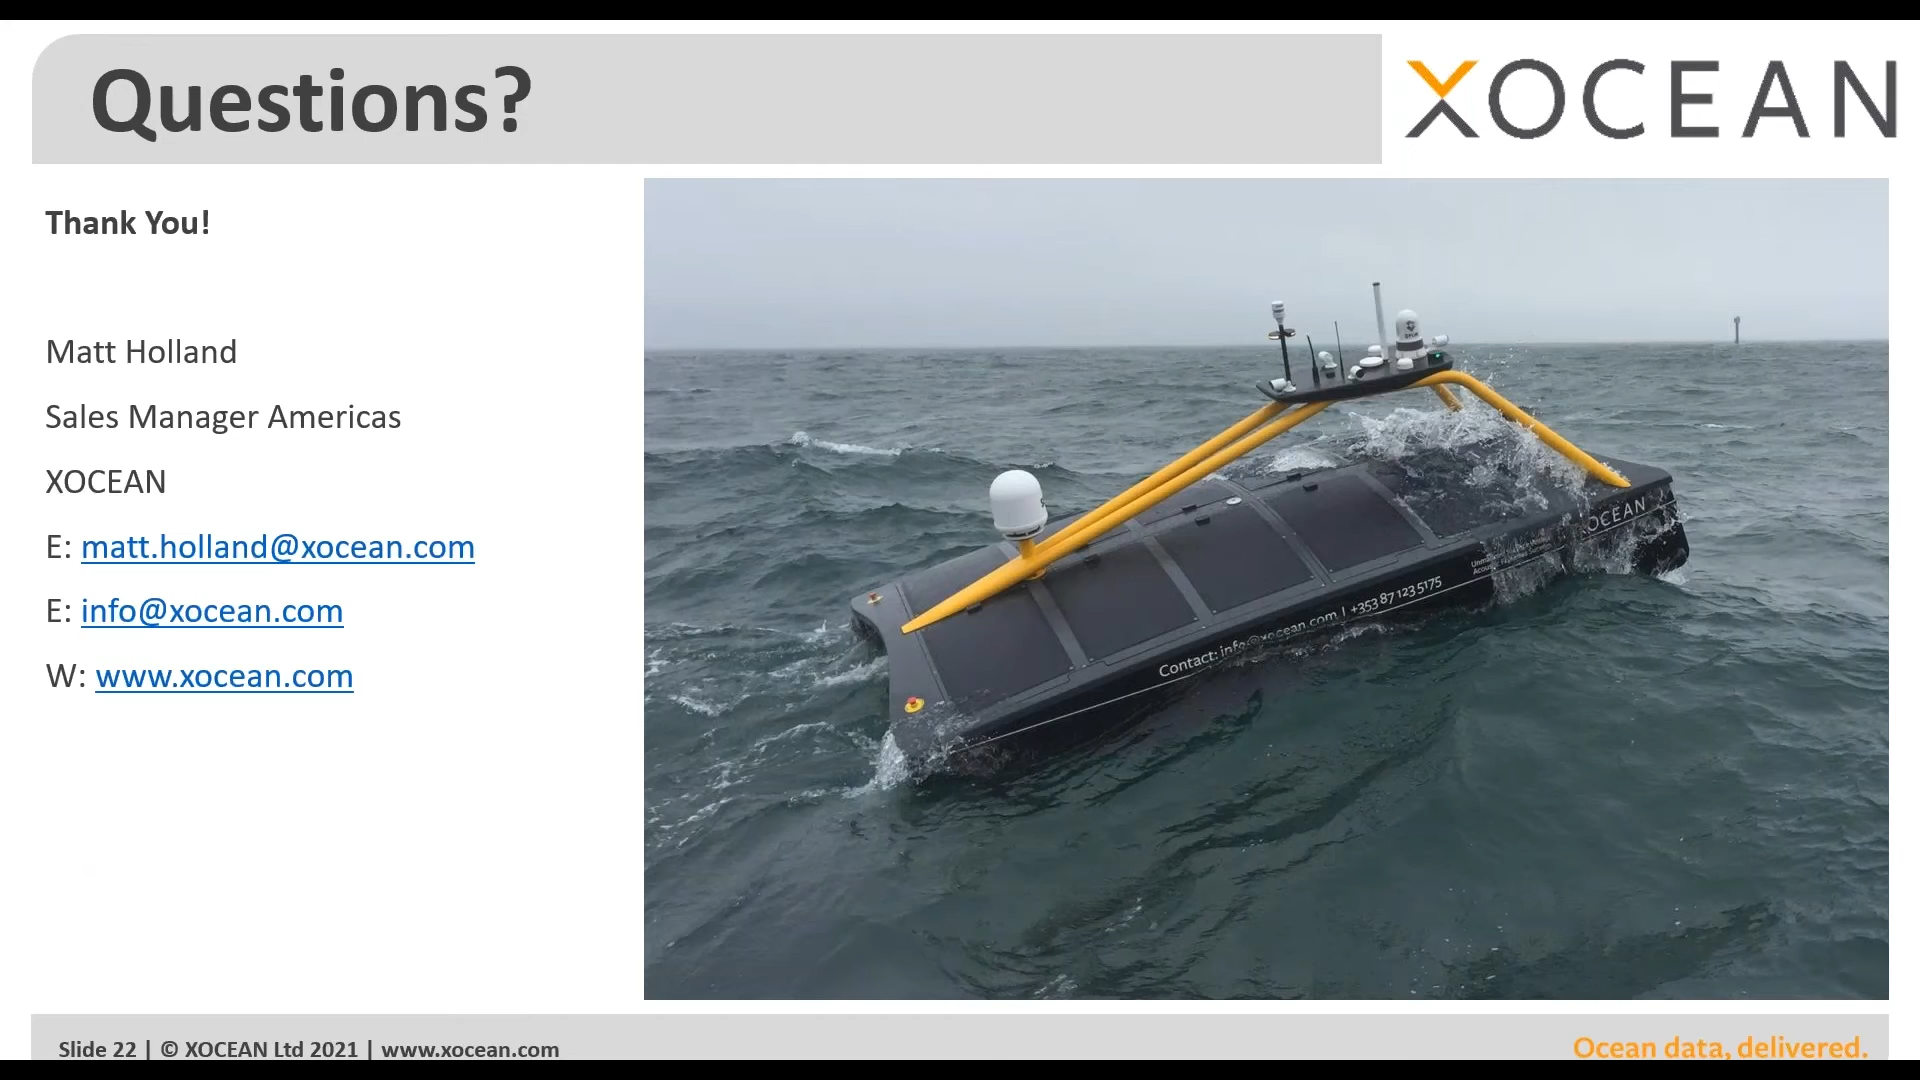 Questions?
XOCEAN
Thank You!
Matt Holland
Sales Manager Americas
XOCEAN
E: matt.holland@xocean.com
E: info@xocean.com
W: www.xocean.com
XOCEAN
Contact: info@xocean.com | +353 87 123 5175
Slide 22 | © XOCEAN Ltd 2021 | www.xocean.com
Ocean data, delivered.